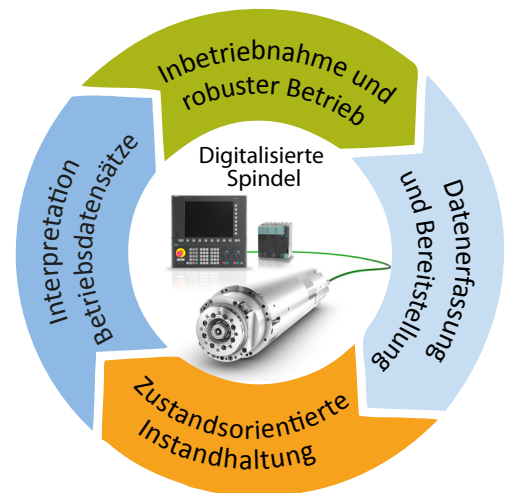 Inbetriebnahme und
robuster Betrieb
Datenerfassung
und Bereitstellung
Zustandsorientierte
Instandhaltung
Interpretation
Betriebsdatensätze
Digitalisierte
Spindel